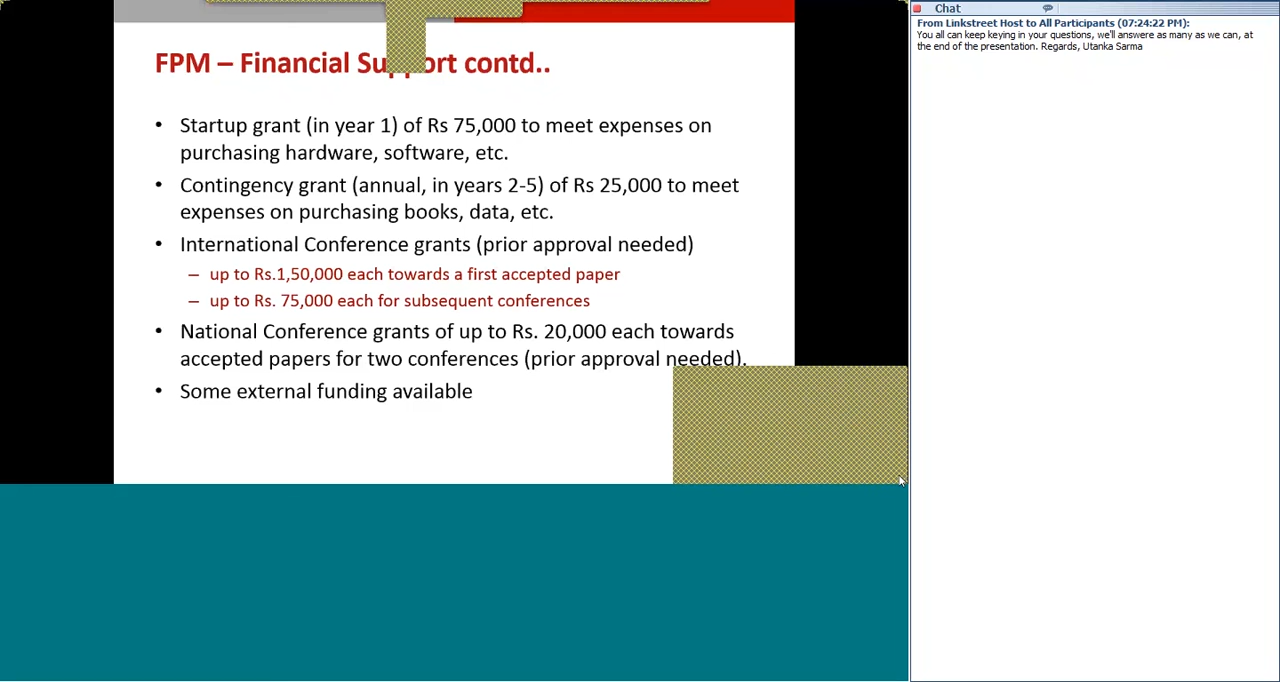 FPM – Financial Support contd..
• Startup grant (in year 1) of Rs 75,000 to meet expenses on
purchasing hardware, software, etc.
• Contingency grant (annual, in years 2-5) of Rs 25,000 to meet
expenses on purchasing books, data, etc.
• International Conference grants (prior approval needed)
– up to Rs.1,50,000 each towards a first accepted paper
– up to Rs. 75,000 each for subsequent conferences
• National Conference grants of up to Rs. 20,000 each towards
accepted papers for two conferences (prior approval needed).
• Some external funding available
Chat
From Linkstreet Host to All Participants (07:24:22 PM):
You all can keep keying in your questions, we'll answere as many as we can, at
the end of the presentation. Regards, Utanka Sarma